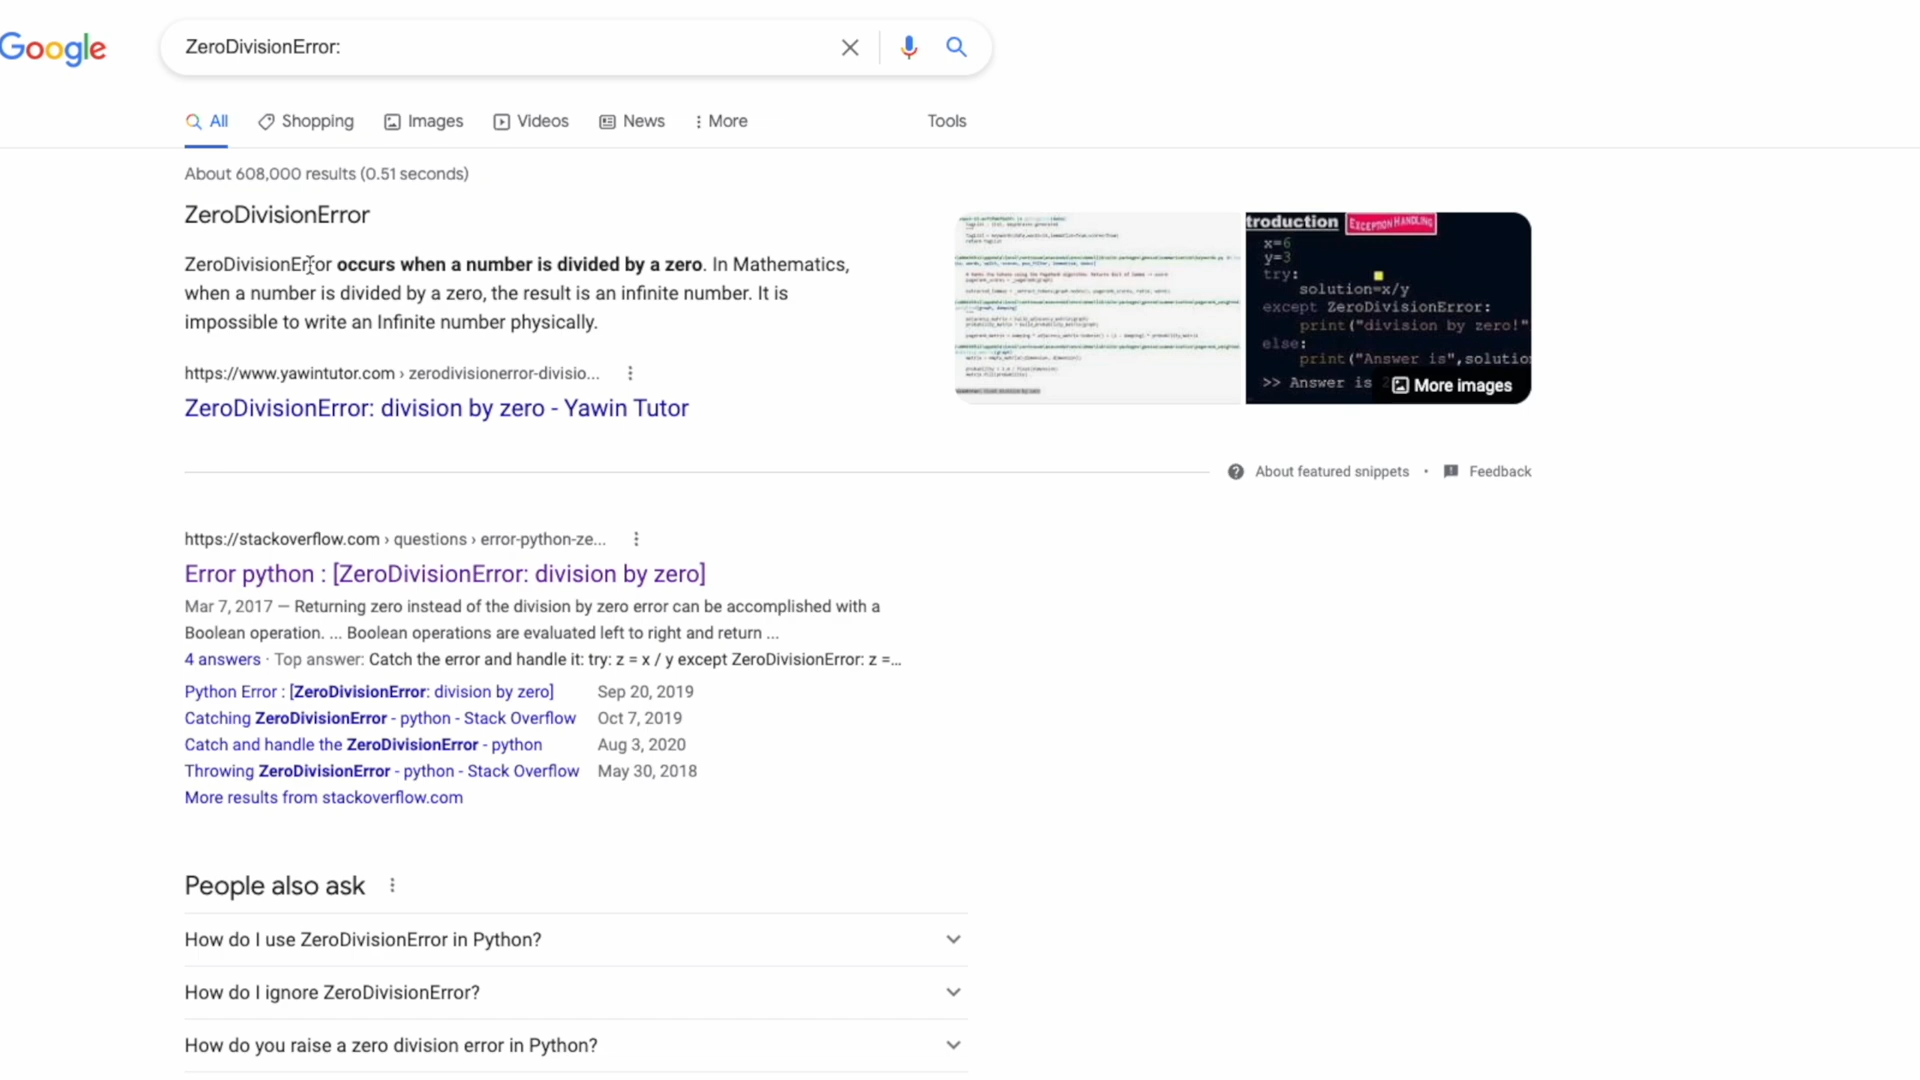 Google
ZeroDivisionError:
All
Shopping
Images
Videos
News
More
Tools
About 608,000 results (0.51 seconds)
ZeroDivisionError
ZeroDivisionError occurs when a number is divided by a zero. In Mathematics,
when a number is divided by a zero, the result is an infinite number. It is
impossible to write an Infinite number physically.
https://www.yawintutor.com › zerodivisionerror-divisio...
ZeroDivisionError: division by zero - Yawin Tutor
troduction EXCEPTION HANDLING
x=6
y=3
try:
solution=x/y
except ZeroDivisionError:
print("division by zero!"
else:
print("Answer is",solutio
>> Answer is
More images
About featured snippets • Feedback
https://stackoverflow.com › questions › error-python-ze...
Error python : [ZeroDivisionError: division by zero]
Mar 7, 2017 — Returning zero instead of the division by zero error can be accomplished with a
Boolean operation. ... Boolean operations are evaluated left to right and return ...
4 answers · Top answer: Catch the error and handle it: try: z = x / y except ZeroDivisionError: z =...
Python Error : [ZeroDivisionError: division by zero] Sep 20, 2019
Catching ZeroDivisionError - python - Stack Overflow Oct 7, 2019
Catch and handle the ZeroDivisionError - python Aug 3, 2020
Throwing ZeroDivisionError - python - Stack Overflow May 30, 2018
More results from stackoverflow.com
People also ask
How do I use ZeroDivisionError in Python?
How do I ignore ZeroDivisionError?
How do you raise a zero division error in Python?